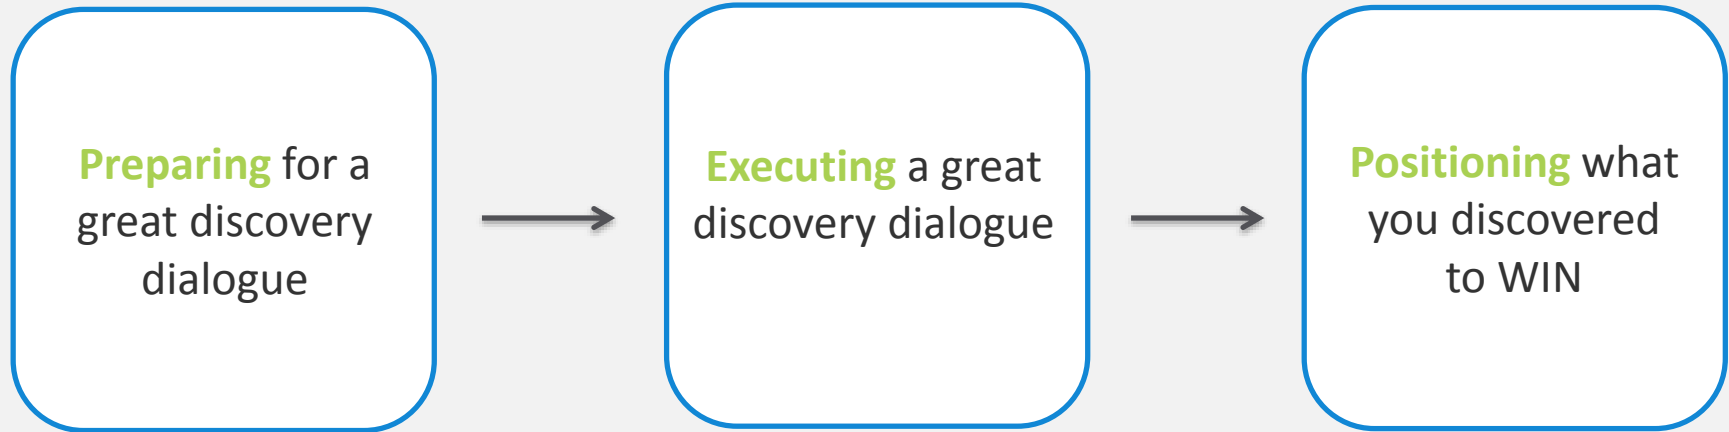 Preparing for a
great discovery
dialogue
Executing a great
discovery dialogue
Positioning what
you discovered
to WIN